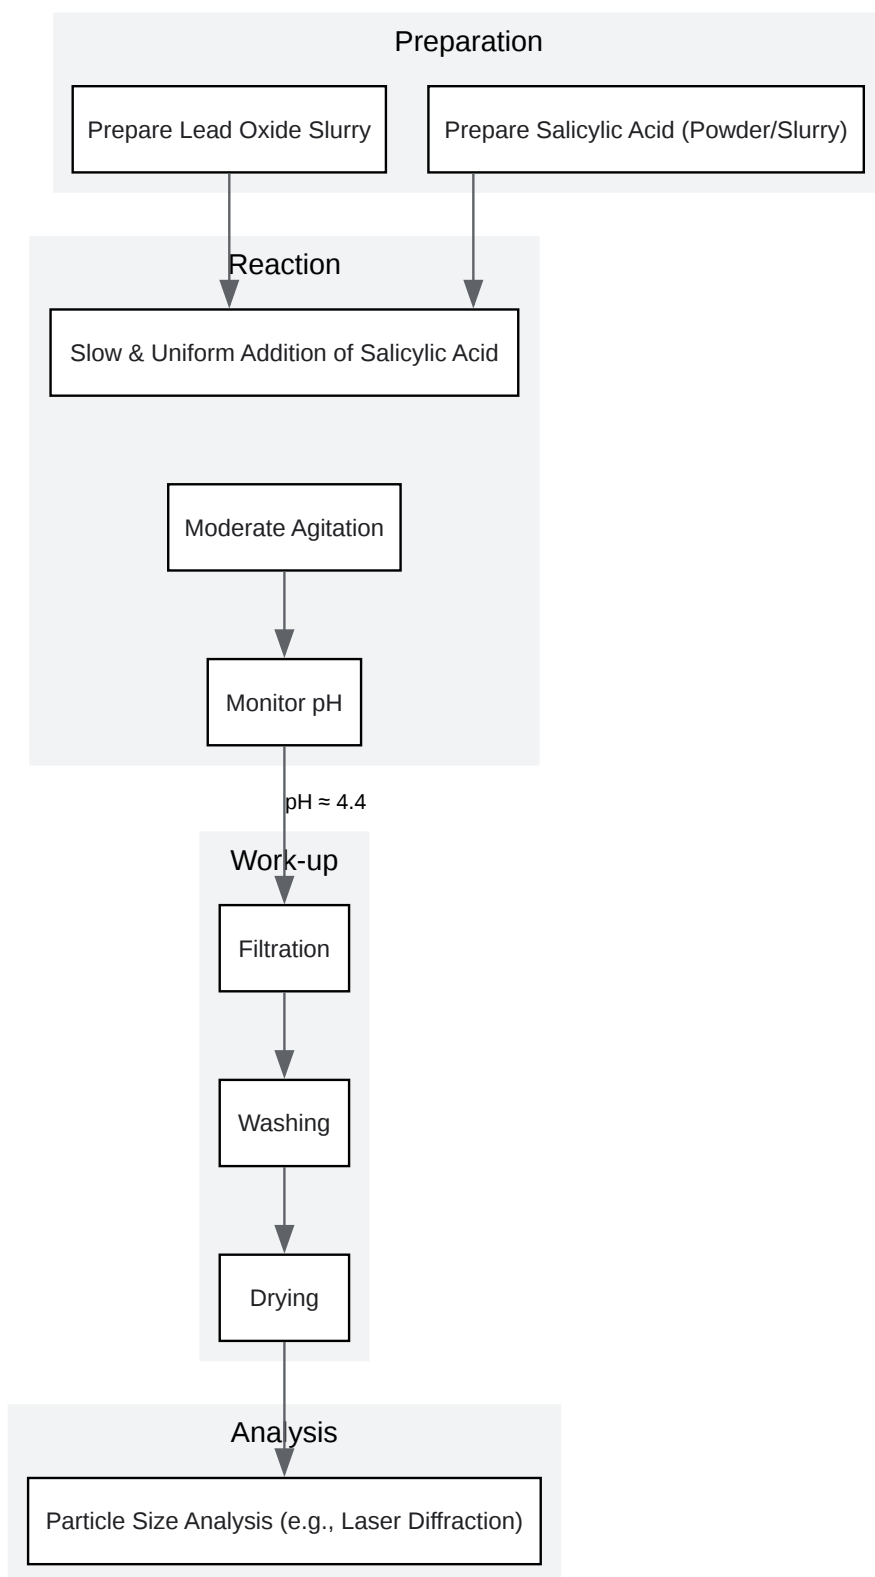 Preparation
Prepare Lead Oxide Slurry
Prepare Salicylic Acid (Powder/Slurry)
Reaction
Slow & Uniform Addition of Salicylic Acid
Moderate Agitation
Monitor pH
pH ≈ 4.4
Work-up
Filtration
Washing
Drying
Analysis
Particle Size Analysis (e.g., Laser Diffraction)